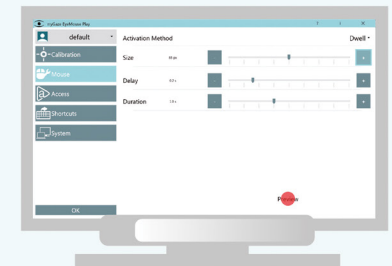 myGaze EyeMouse Play
default
Activation Method
Dwell
Calibration
Mouse
Access
Shortcuts
System
Size
Delay
Duration
Preview
OK